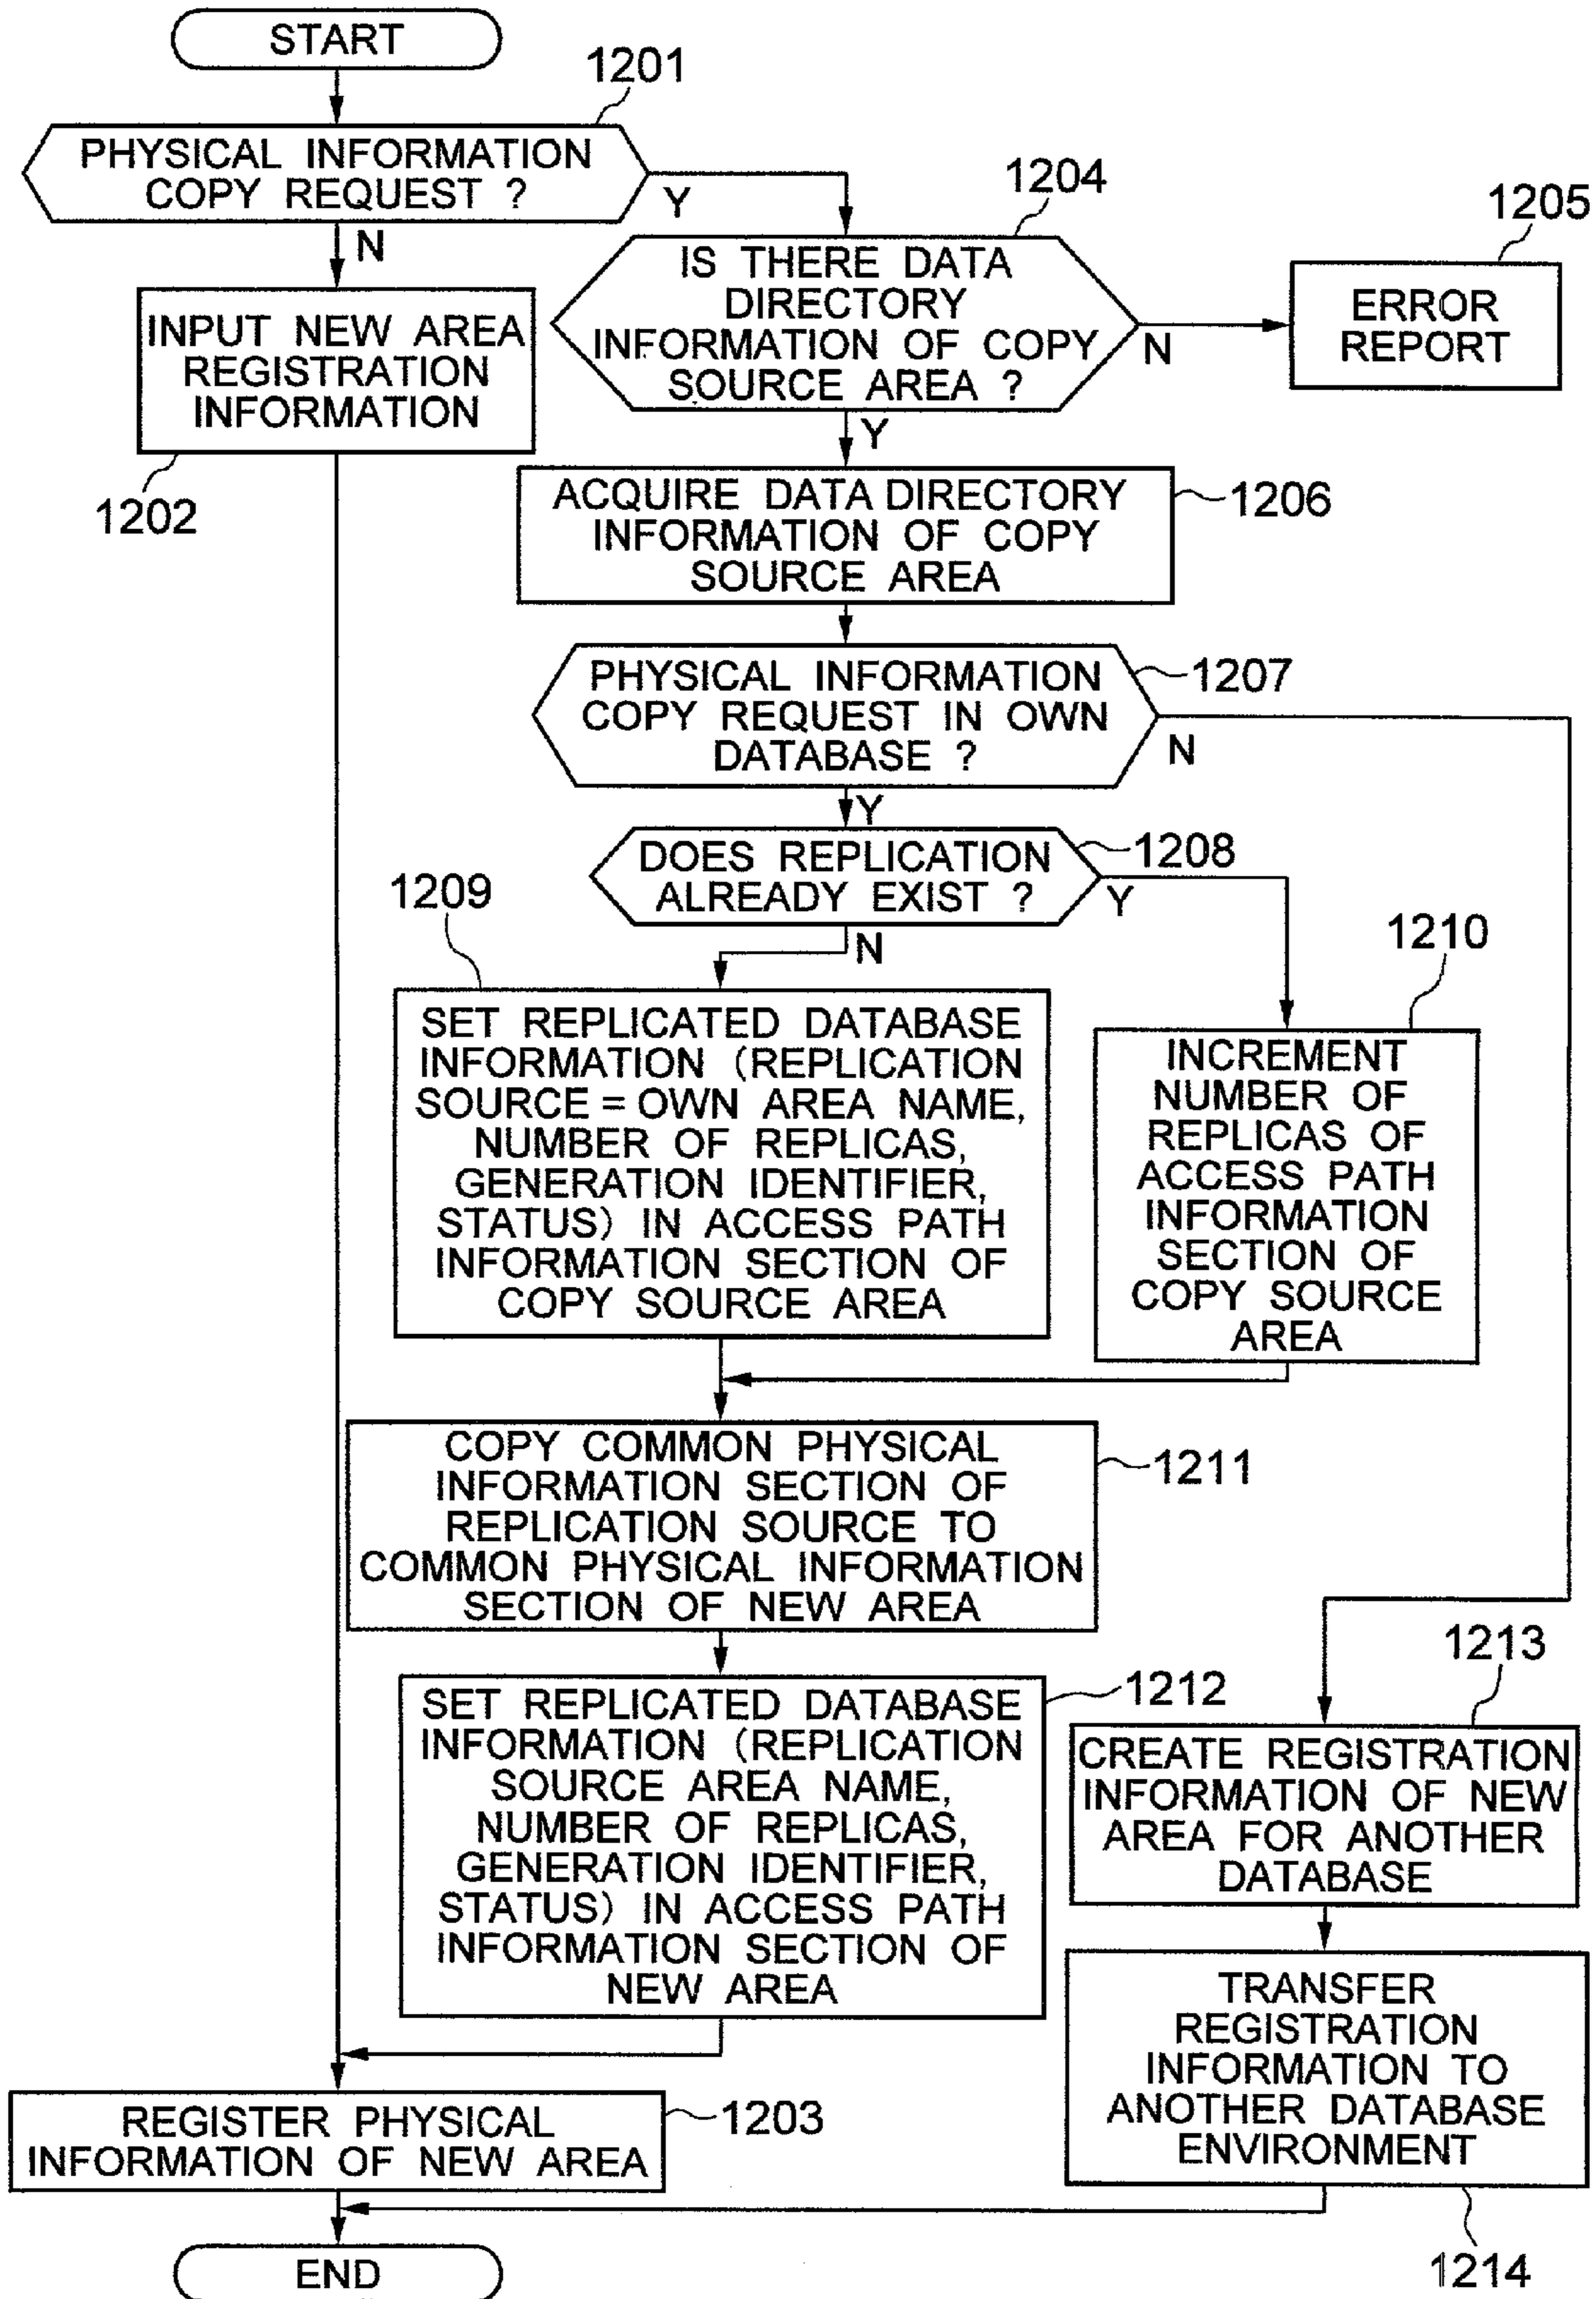 START
1201
PHYSICAL INFORMATION
COPY REQUEST ?
Y
N
1204
IS THERE DATA
DIRECTORY
INFORMATION OF COPY
SOURCE AREA ?
N
Y
1205
ERROR
REPORT
INPUT NEW AREA
REGISTRATION
INFORMATION
1202
ACQUIRE DATA DIRECTORY
INFORMATION OF COPY
SOURCE AREA
1206
PHYSICAL INFORMATION
COPY REQUEST IN OWN
DATABASE ?
1207
N
Y
DOES REPLICATION
ALREADY EXIST ?
1208
Y
N
1209
SET REPLICATED DATABASE
INFORMATION (REPLICATION
SOURCE = OWN AREA NAME,
NUMBER OF REPLICAS,
GENERATION IDENTIFIER,
STATUS) IN ACCESS PATH
INFORMATION SECTION OF
COPY SOURCE AREA
1210
INCREMENT
NUMBER OF
REPLICAS OF
ACCESS PATH
INFORMATION
SECTION OF
COPY SOURCE
AREA
COPY COMMON PHYSICAL
INFORMATION SECTION OF
REPLICATION SOURCE TO
COMMON PHYSICAL INFORMATION
SECTION OF NEW AREA
1211
SET REPLICATED DATABASE
INFORMATION (REPLICATION
SOURCE AREA NAME,
NUMBER OF REPLICAS,
GENERATION IDENTIFIER,
STATUS) IN ACCESS PATH
INFORMATION SECTION OF
NEW AREA
1212
1213
CREATE REGISTRATION
INFORMATION OF NEW
AREA FOR ANOTHER
DATABASE
TRANSFER
REGISTRATION
INFORMATION TO
ANOTHER DATABASE
ENVIRONMENT
1214
REGISTER PHYSICAL
INFORMATION OF NEW AREA
1203
END